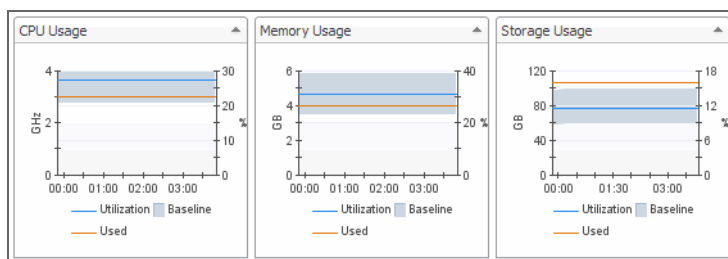 CPU Usage
4
2
0
GHz
30
20
10
0
%
00:00 01:00 02:00 03:00
Utilization Baseline
Used
Memory Usage
6
4
2
0
GB
40
20
0
%
00:00 01:00 02:00 03:00
Utilization Baseline
Used
Storage Usage
120
80
40
0
GB
18
12
6
0
%
00:00 01:30 03:00
Utilization Baseline
Used